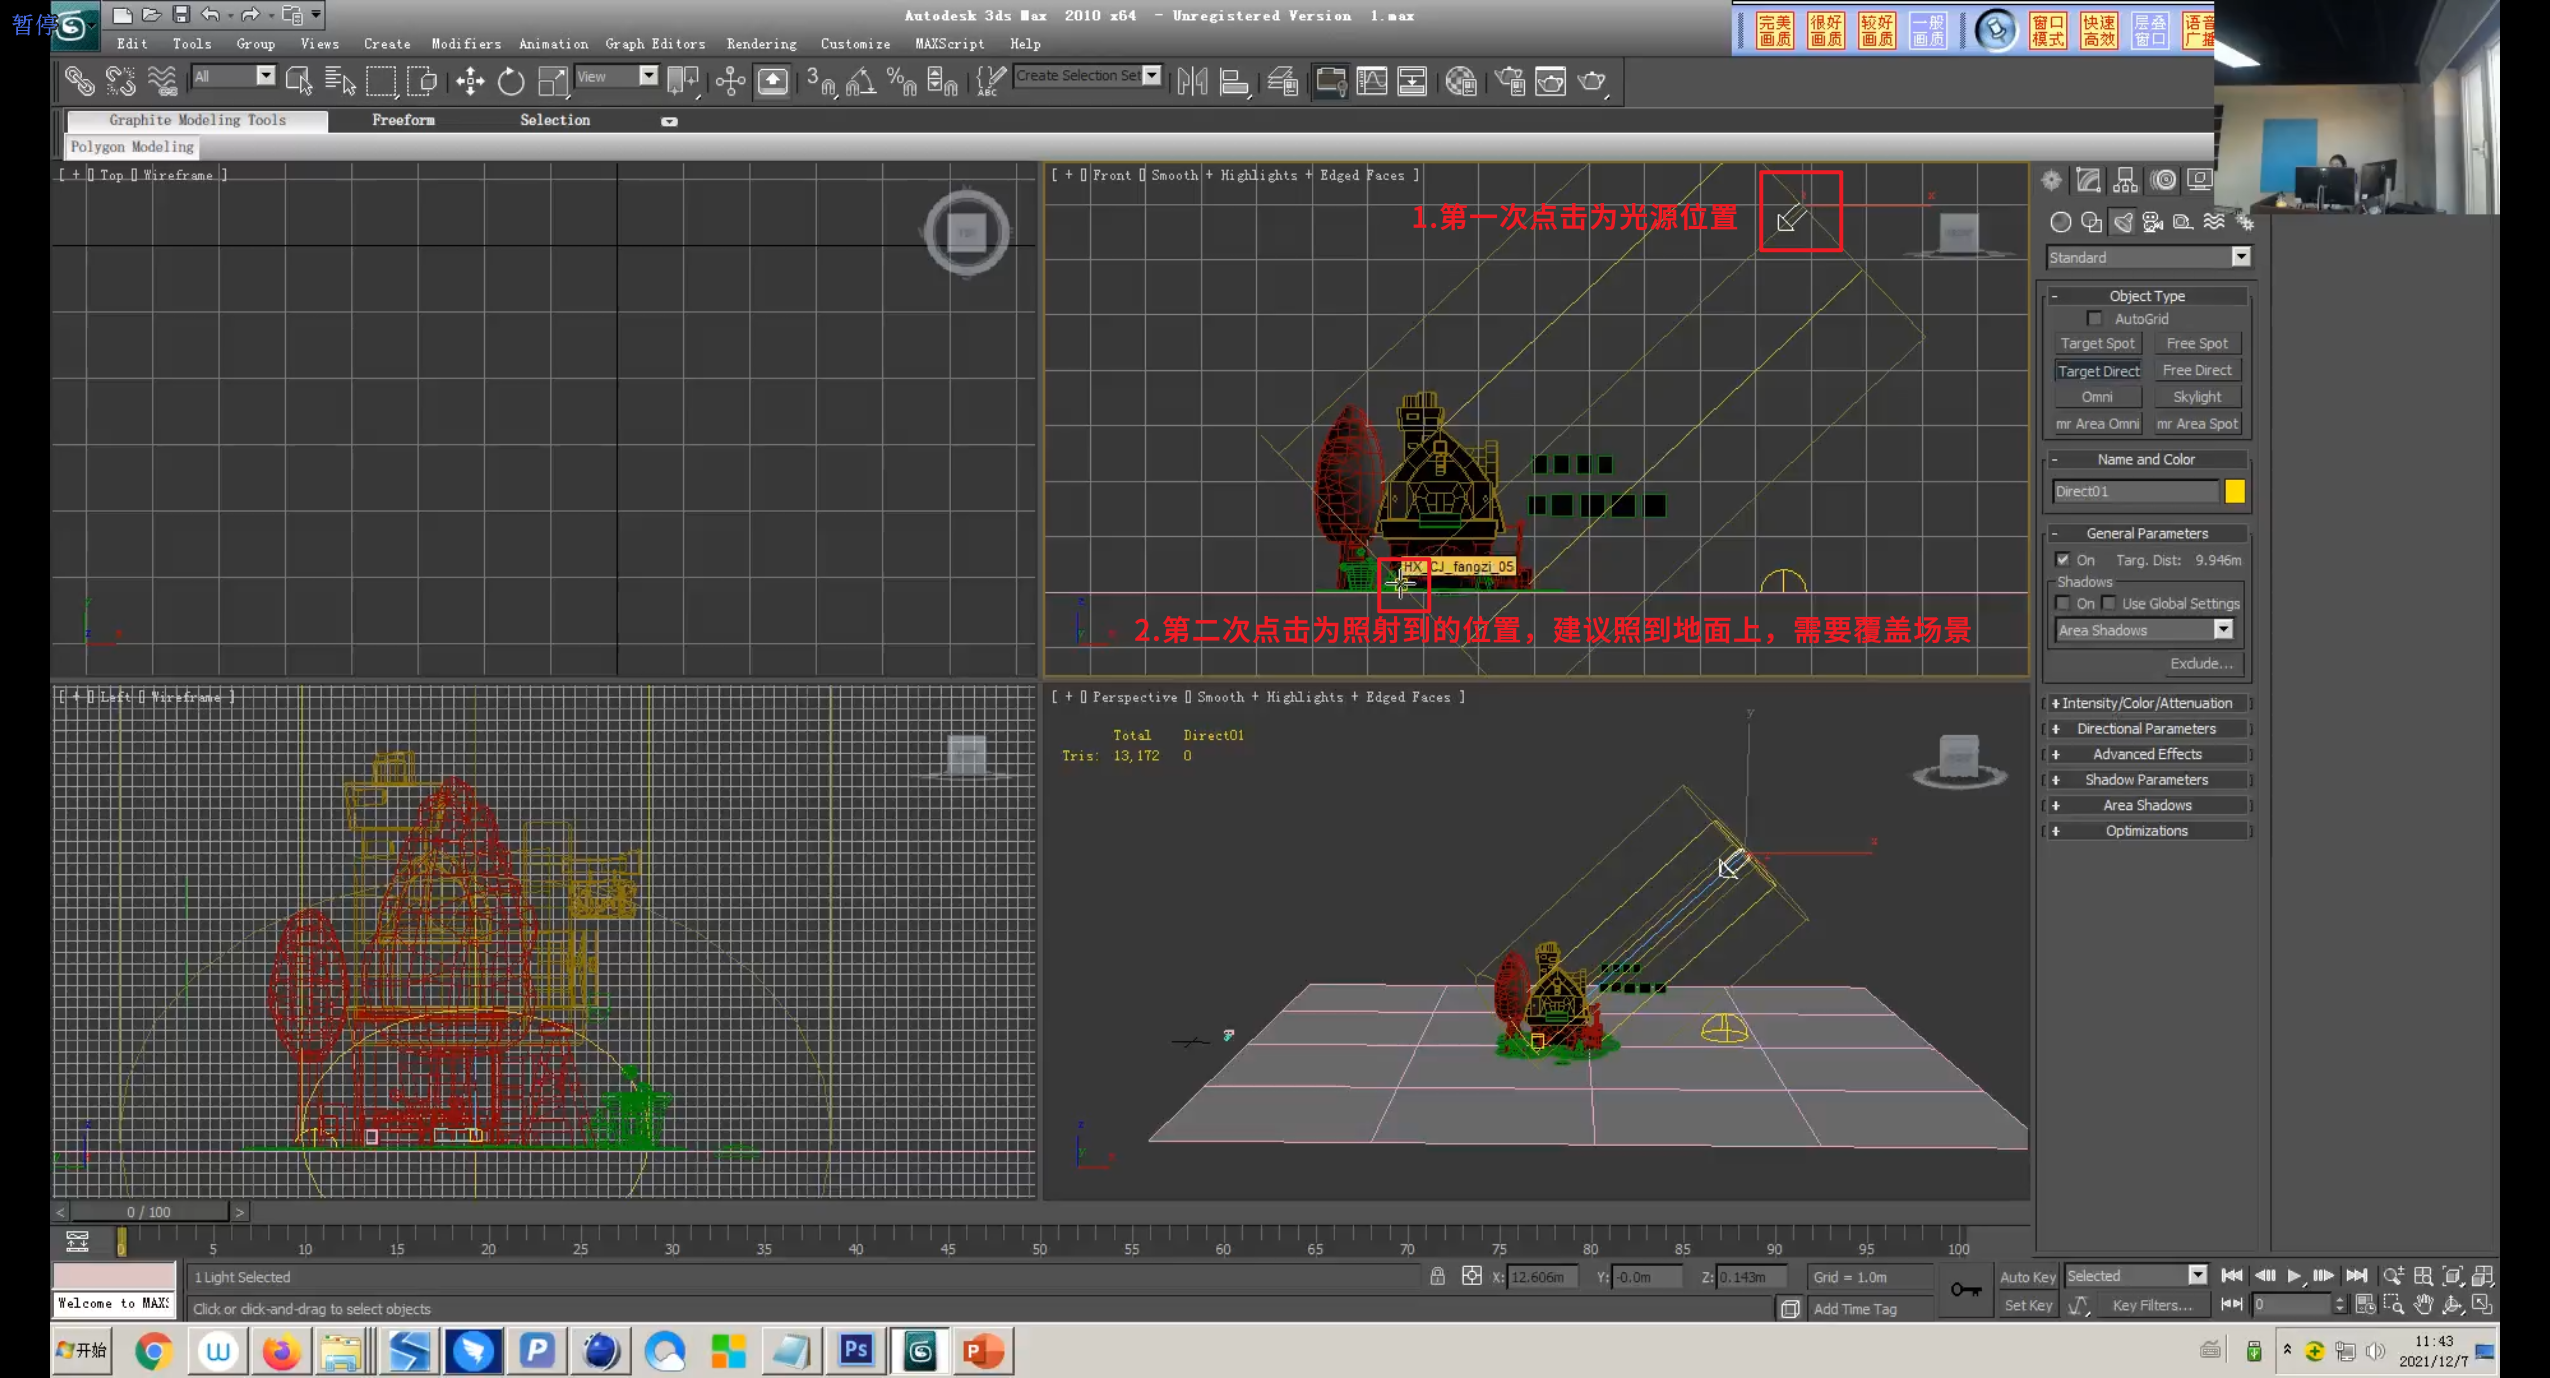 暂停
Autodesk 3ds Max 2010 x64 - Unregistered Version 1.max
完美画质 很好画质 较好画质 一般画质 窗口模式 快速高效 层叠窗口 语音广播
Edit Tools Group Views Create Modifiers Animation Graph Editors Rendering Customize MAXScript Help
All View Create Selection Set
Graphite Modeling Tools Freeform Selection
Polygon Modeling
[ + [] Top [] Wireframe ]
[ + [] Front [] Smooth + Highlights + Edged Faces ]
1.第一次点击为光源位置
HX_CJ_fangzi_05
2.第二次点击为照射到的位置，建议照到地面上，需要覆盖场景
[ + [] Left [] Wireframe ]
[ + [] Perspective [] Smooth + Highlights + Edged Faces ]
Total Direct01
Tris: 13,172 0
Standard
- Object Type
AutoGrid
Target Spot Free Spot
Target Direct Free Direct
Omni Skylight
mr Area Omni mr Area Spot
- Name and Color
Direct01
- General Parameters
On Targ. Dist: 9.946m
Shadows
On Use Global Settings
Area Shadows
Exclude...
+ Intensity/Color/Attenuation
+ Directional Parameters
+ Advanced Effects
+ Shadow Parameters
+ Area Shadows
+ Optimizations
< 0 / 100 >
0 5 10 15 20 25 30 35 40 45 50 55 60 65 70 75 80 85 90 95 100
1 Light Selected X: 12.606m Y: -0.0m Z: 0.143m Grid = 1.0m Auto Key Selected
Welcome to MAXS Click or click-and-drag to select objects Add Time Tag Set Key Key Filters... 0
开始
11:43
2021/12/7